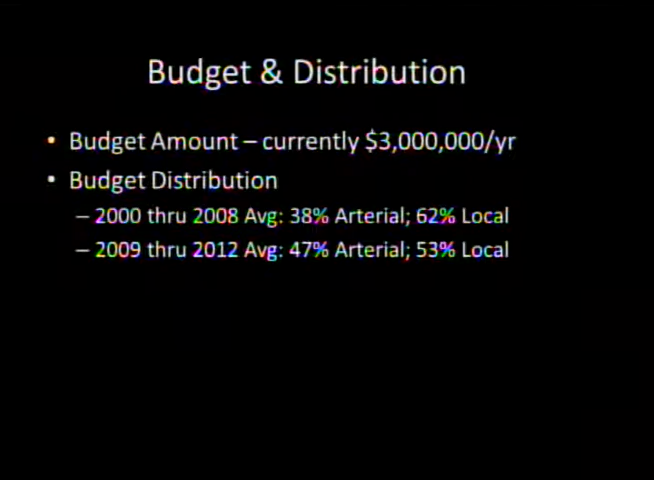 Budget & Distribution
• Budget Amount – currently $3,000,000/yr
• Budget Distribution
– 2000 thru 2008 Avg: 38% Arterial; 62% Local
– 2009 thru 2012 Avg: 47% Arterial; 53% Local